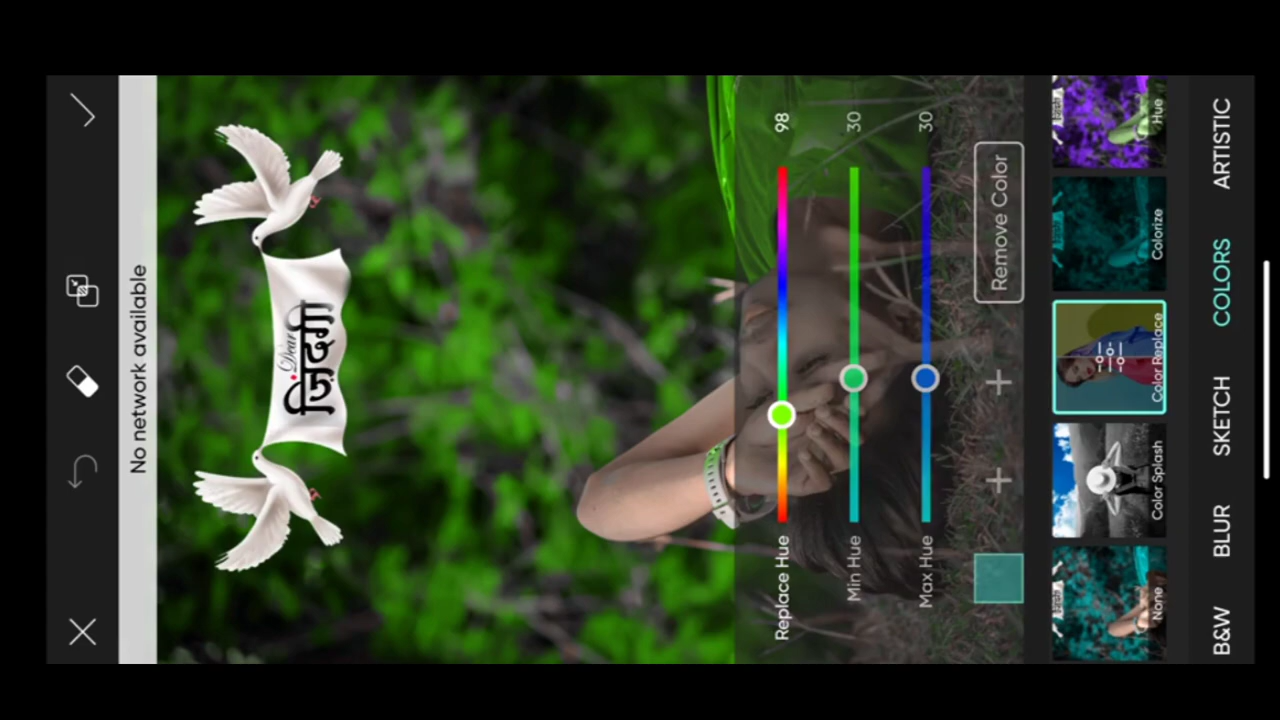 No network available
Dear
ज़िंदगी
Replace Hue 98
Min Hue 30
Max Hue 30
Remove Color
None
Color Splash
Color Replace
Colorize
Hue
B&W
BLUR
SKETCH
COLORS
ARTISTIC